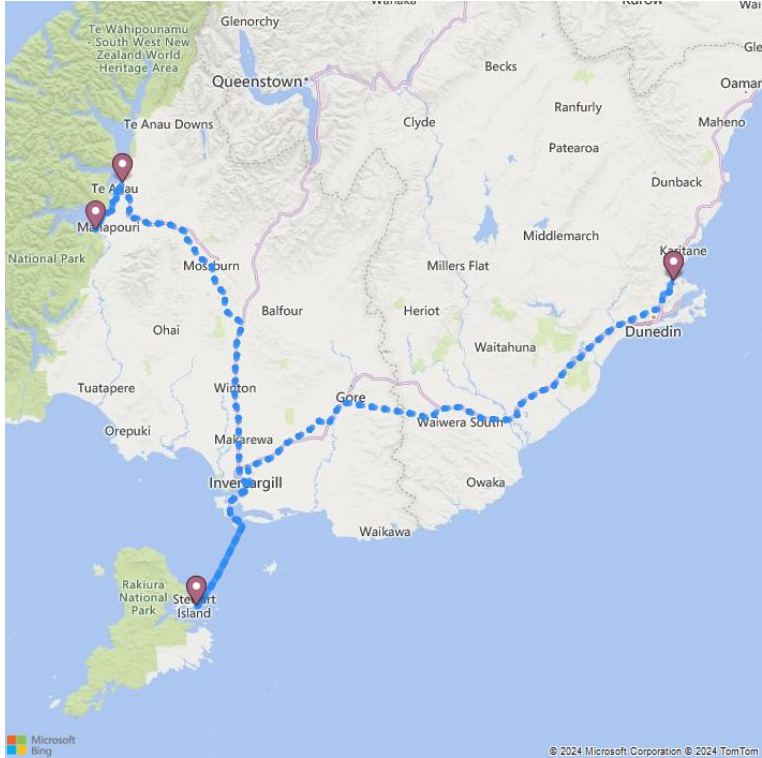 Wanaka
Kurow
Glenorchy
Te Wāhipounamu
- South West New
Zealand World
Heritage Area
Queenstown
Becks
Oamar
Ranfurly
Maheno
Te Anau Downs
Clyde
Patearoa
Te Anau
Dunback
Manapouri
Middlemarch
Karitane
National Park
Mossburn
Millers Flat
Balfour
Heriot
Ohai
Waitahuna
Dunedin
Tuatapere
Winton
Gore
Waiwera South
Orepuki
Makarewa
Invercargill
Owaka
Waikawa
Rakiura
National
Park
Stewart
Island
Microsoft
Bing
© 2024 Microsoft Corporation © 2024 TomTom